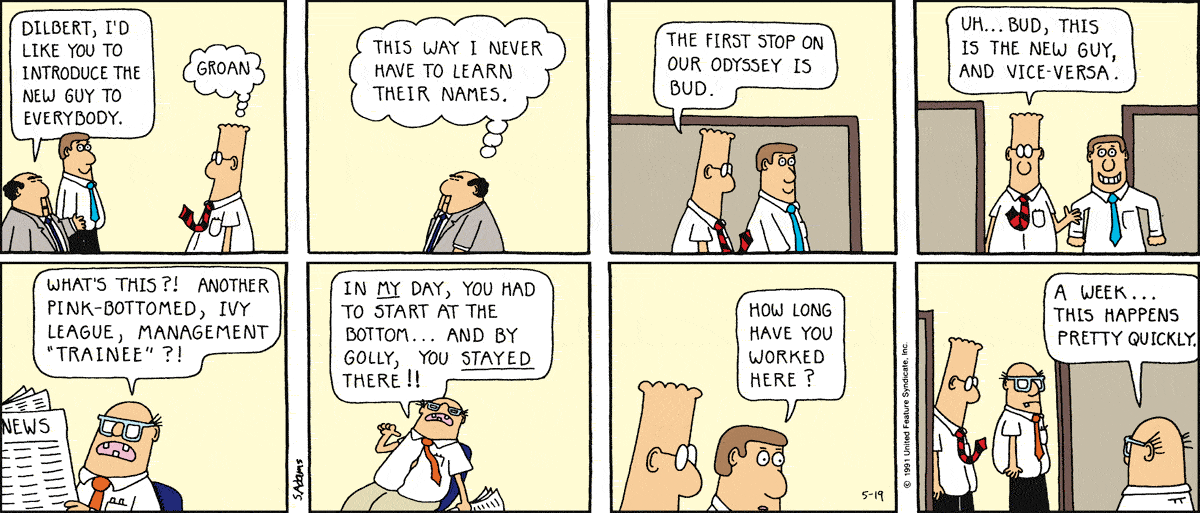 DILBERT, I'D
LIKE YOU TO
INTRODUCE THE
NEW GUY TO
EVERYBODY.
GROAN
THIS WAY I NEVER
HAVE TO LEARN
THEIR NAMES.
THE FIRST STOP ON
OUR ODYSSEY IS
BUD.
UH... BUD, THIS
IS THE NEW GUY,
AND VICE-VERSA.
WHAT'S THIS?! ANOTHER
PINK-BOTTOMED, IVY
LEAGUE, MANAGEMENT
"TRAINEE"?!
NEWS
S.Adams
IN MY DAY, YOU HAD
TO START AT THE
BOTTOM... AND BY
GOLLY, YOU STAYED
THERE!!
HOW LONG
HAVE YOU
WORKED
HERE?
5-19
© 1991 United Feature Syndicate, Inc.
A WEEK...
THIS HAPPENS
PRETTY QUICKLY.